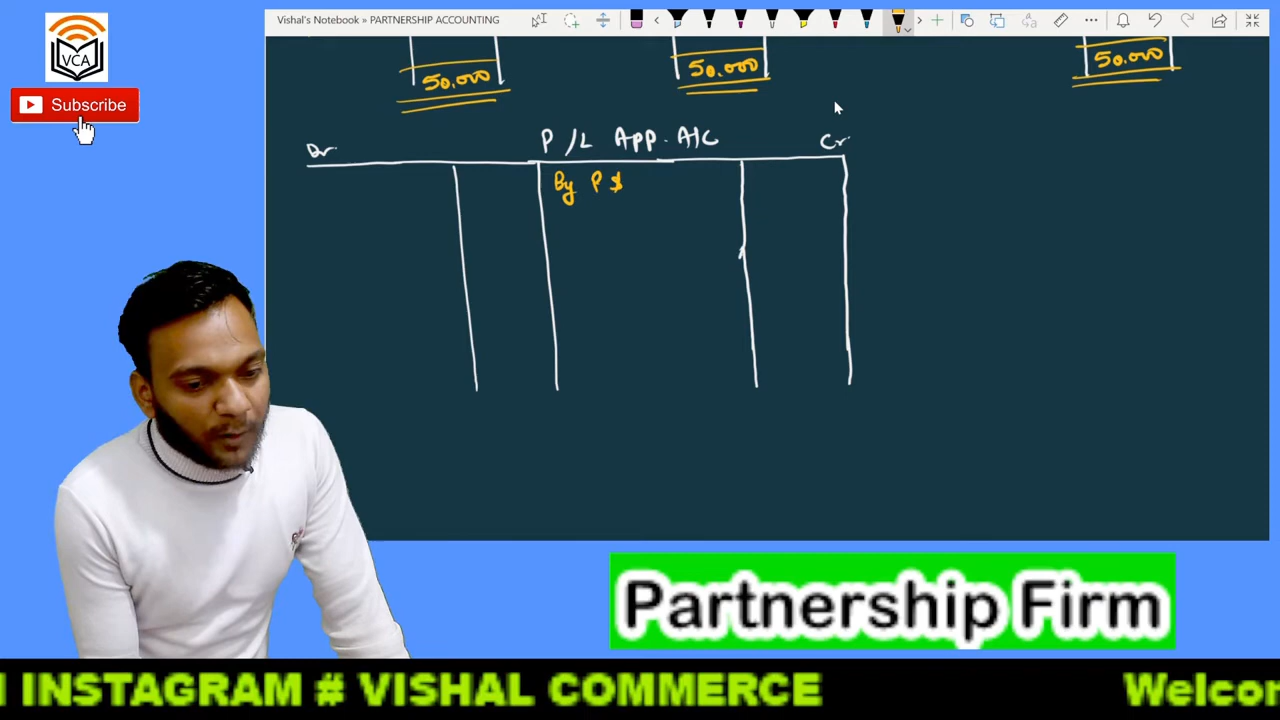 Vishal's Notebook » PARTNERSHIP ACCOUNTING
VCA
Subscribe
50.000
50.000
50.000
Dr.
P/L App. A/C
Cr.
By P &
Partnership Firm
INSTAGRAM # VISHAL COMMERCE
Welcor